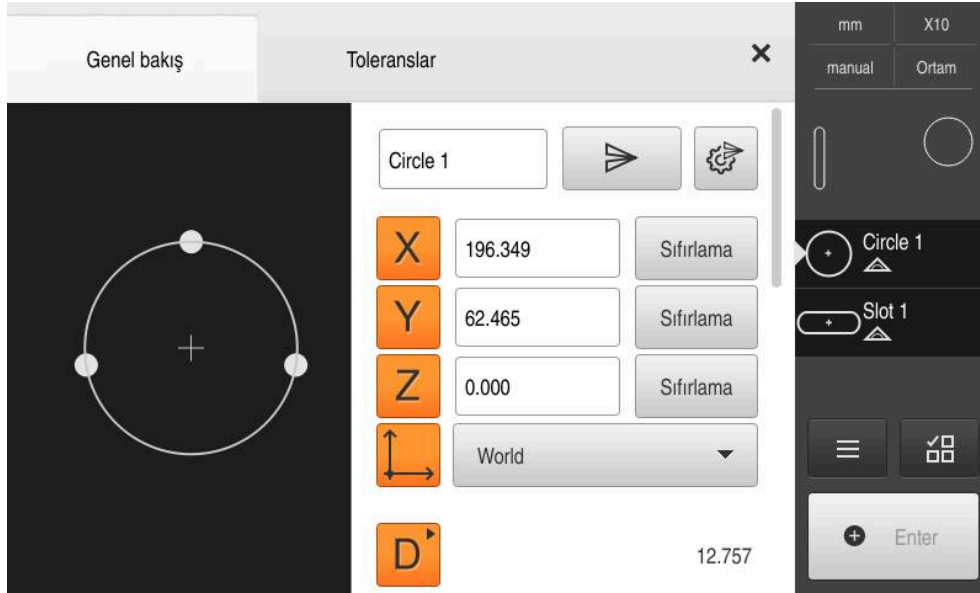 Genel bakış
Toleranslar
Circle 1
X 196.349 Sıfırlama
Y 62.465 Sıfırlama
Z 0.000 Sıfırlama
World
D 12.757
mm X10
manual Ortam
Circle 1
Slot 1
Enter